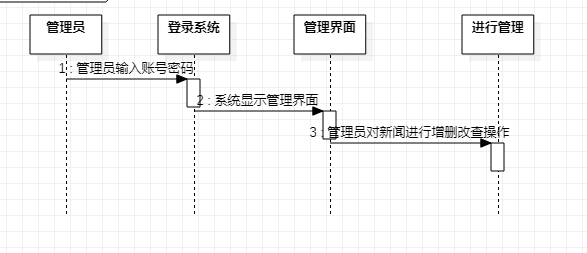 管理员
登录系统
管理界面
进行管理
1 : 管理员输入账号密码
2 : 系统显示管理界面
3 : 管理员对新闻进行增删改查操作